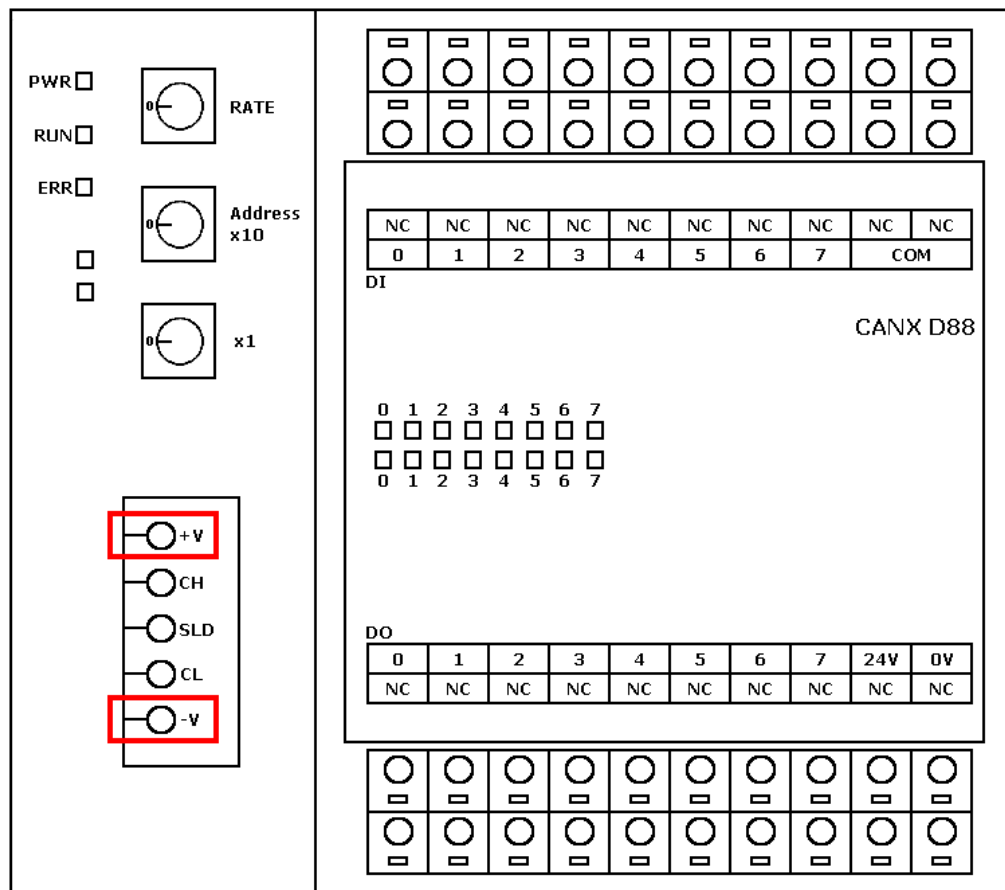 PWR
RUN
ERR
0 RATE
0 Address
x10
0 x1
+V
CH
SLD
CL
-V
NC NC NC NC NC NC NC NC NC NC
0 1 2 3 4 5 6 7 COM
DI
CANX D88
0 1 2 3 4 5 6 7
0 1 2 3 4 5 6 7
DO
0 1 2 3 4 5 6 7 24V 0V
NC NC NC NC NC NC NC NC NC NC